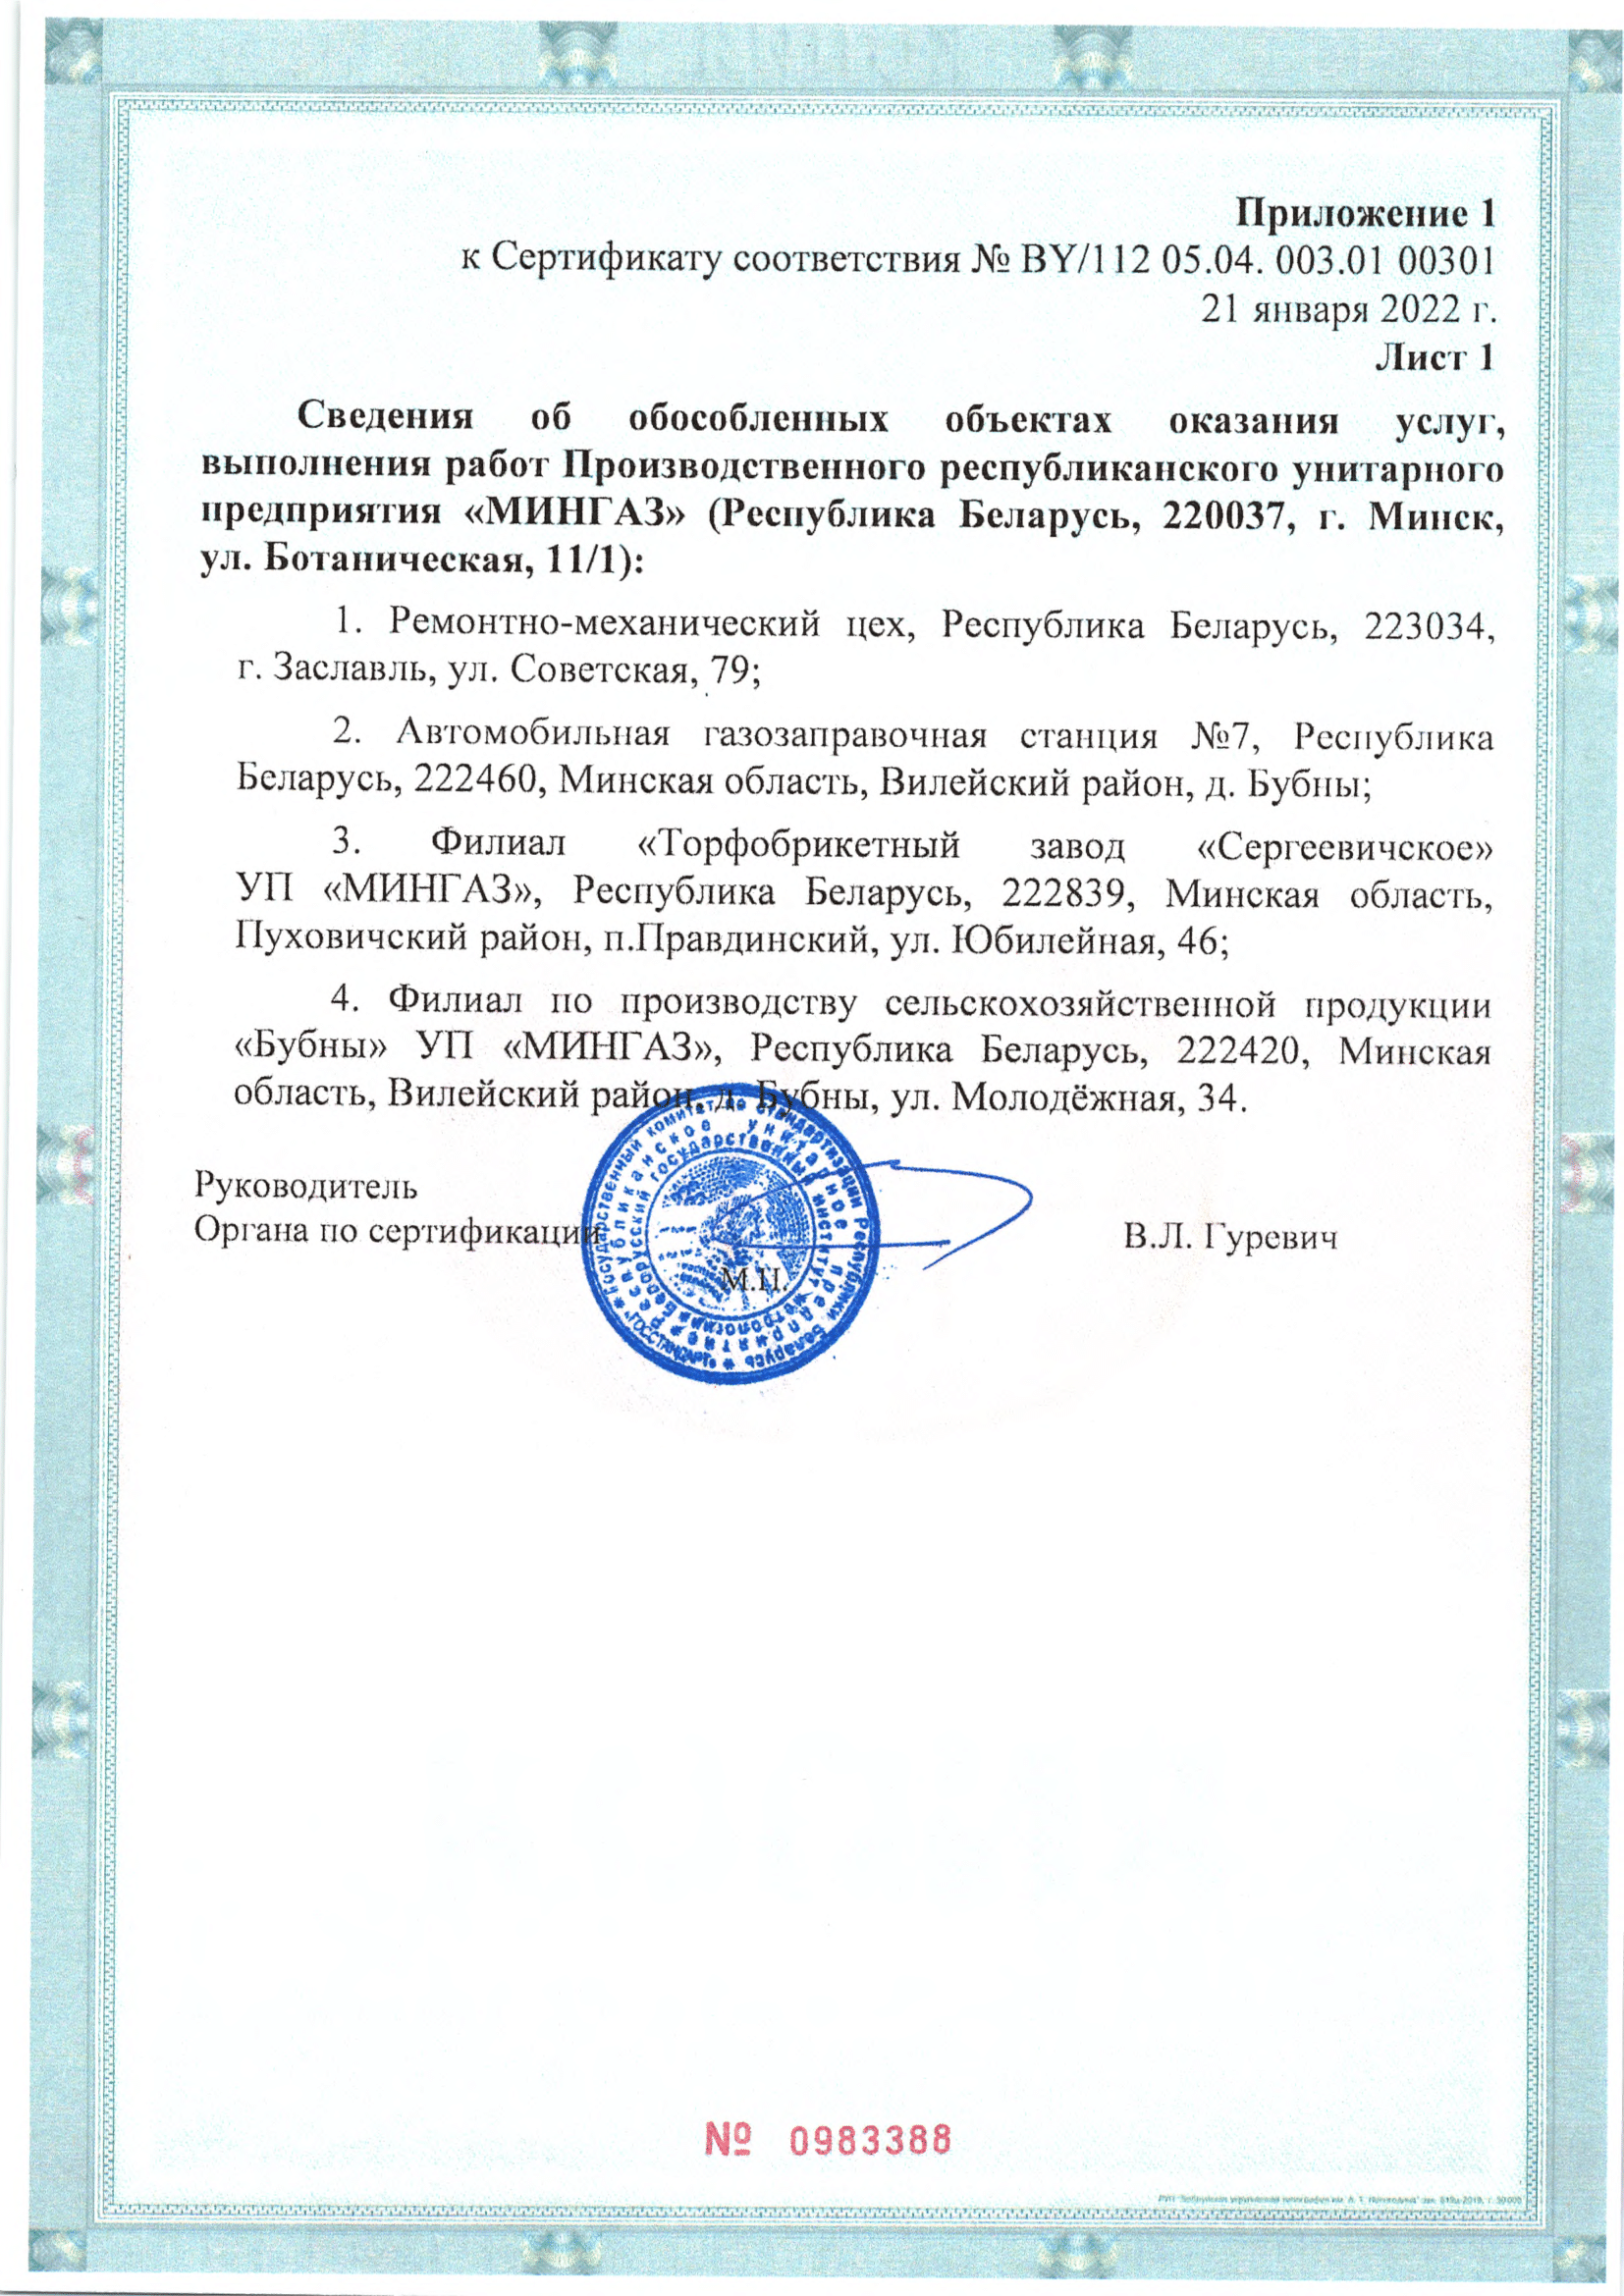 Приложение 1
к Сертификату соответствия № BY/112 05.04. 003.01 00301
21 января 2022 г.
Лист 1
Сведения об обособленных объектах оказания услуг,
выполнения работ Производственного республиканского унитарного
предприятия «МИНГАЗ» (Республика Беларусь, 220037, г. Минск,
ул. Ботаническая, 11/1):
1. Ремонтно-механический цех, Республика Беларусь, 223034,
г. Заславль, ул. Советская, 79;
2. Автомобильная газозаправочная станция №7, Республика
Беларусь, 222460, Минская область, Вилейский район, д. Бубны;
3. Филиал «Торфобрикетный завод «Сергеевичское»
УП «МИНГАЗ», Республика Беларусь, 222839, Минская область,
Пуховичский район, п.Правдинский, ул. Юбилейная, 46;
4. Филиал по производству сельскохозяйственной продукции
«Бубны» УП «МИНГАЗ», Республика Беларусь, 222420, Минская
область, Вилейский район, д. Бубны, ул. Молодёжная, 34.
Государственный комитет по стандартизации Республики Беларусь * ГОССТАНДАРТ
Республиканское унитарное предприятие
Белорусский государственный институт метрологии
Руководитель
Органа по сертификации
В.Л. Гуревич
М.П.
№ 0983388